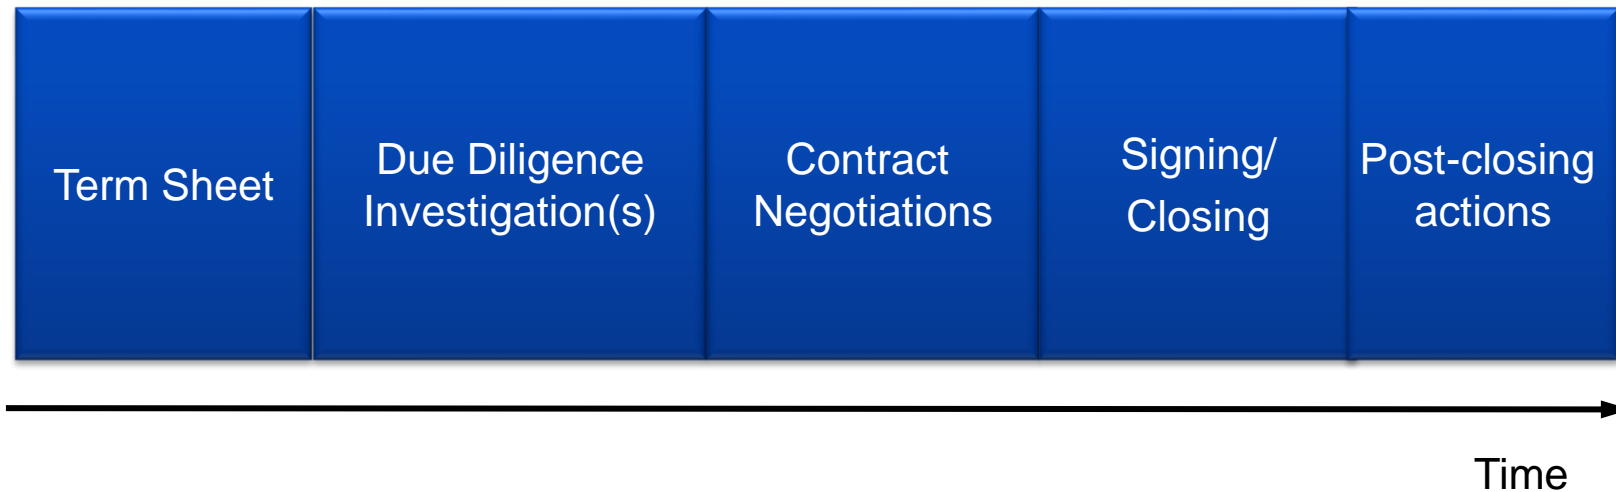 Term Sheet
Due Diligence
Investigation(s)
Contract
Negotiations
Signing/
Closing
Post-closing
actions
Time